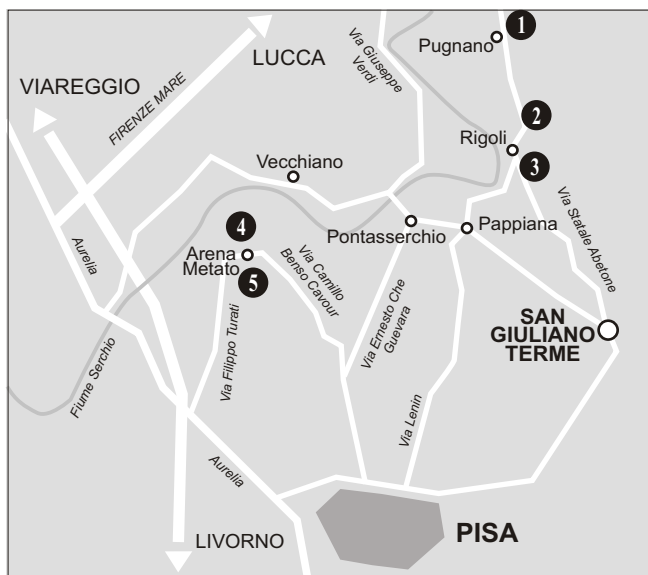 1
Pugnano
Via Giuseppe
Verdi
LUCCA
VIAREGGIO
FIRENZE MARE
2
Rigoli
3
Vecchiano
Via Statale Abetone
4
Arena
Metato
5
Pontasserchio
Pappiana
Via Camillo
Benso Cavour
Aurelia
SAN
GIULIANO
TERME
Via Ernesto Che
Guevara
Via Filippo Turati
Fiume Serchio
Via Lenin
Aurelia
PISA
LIVORNO